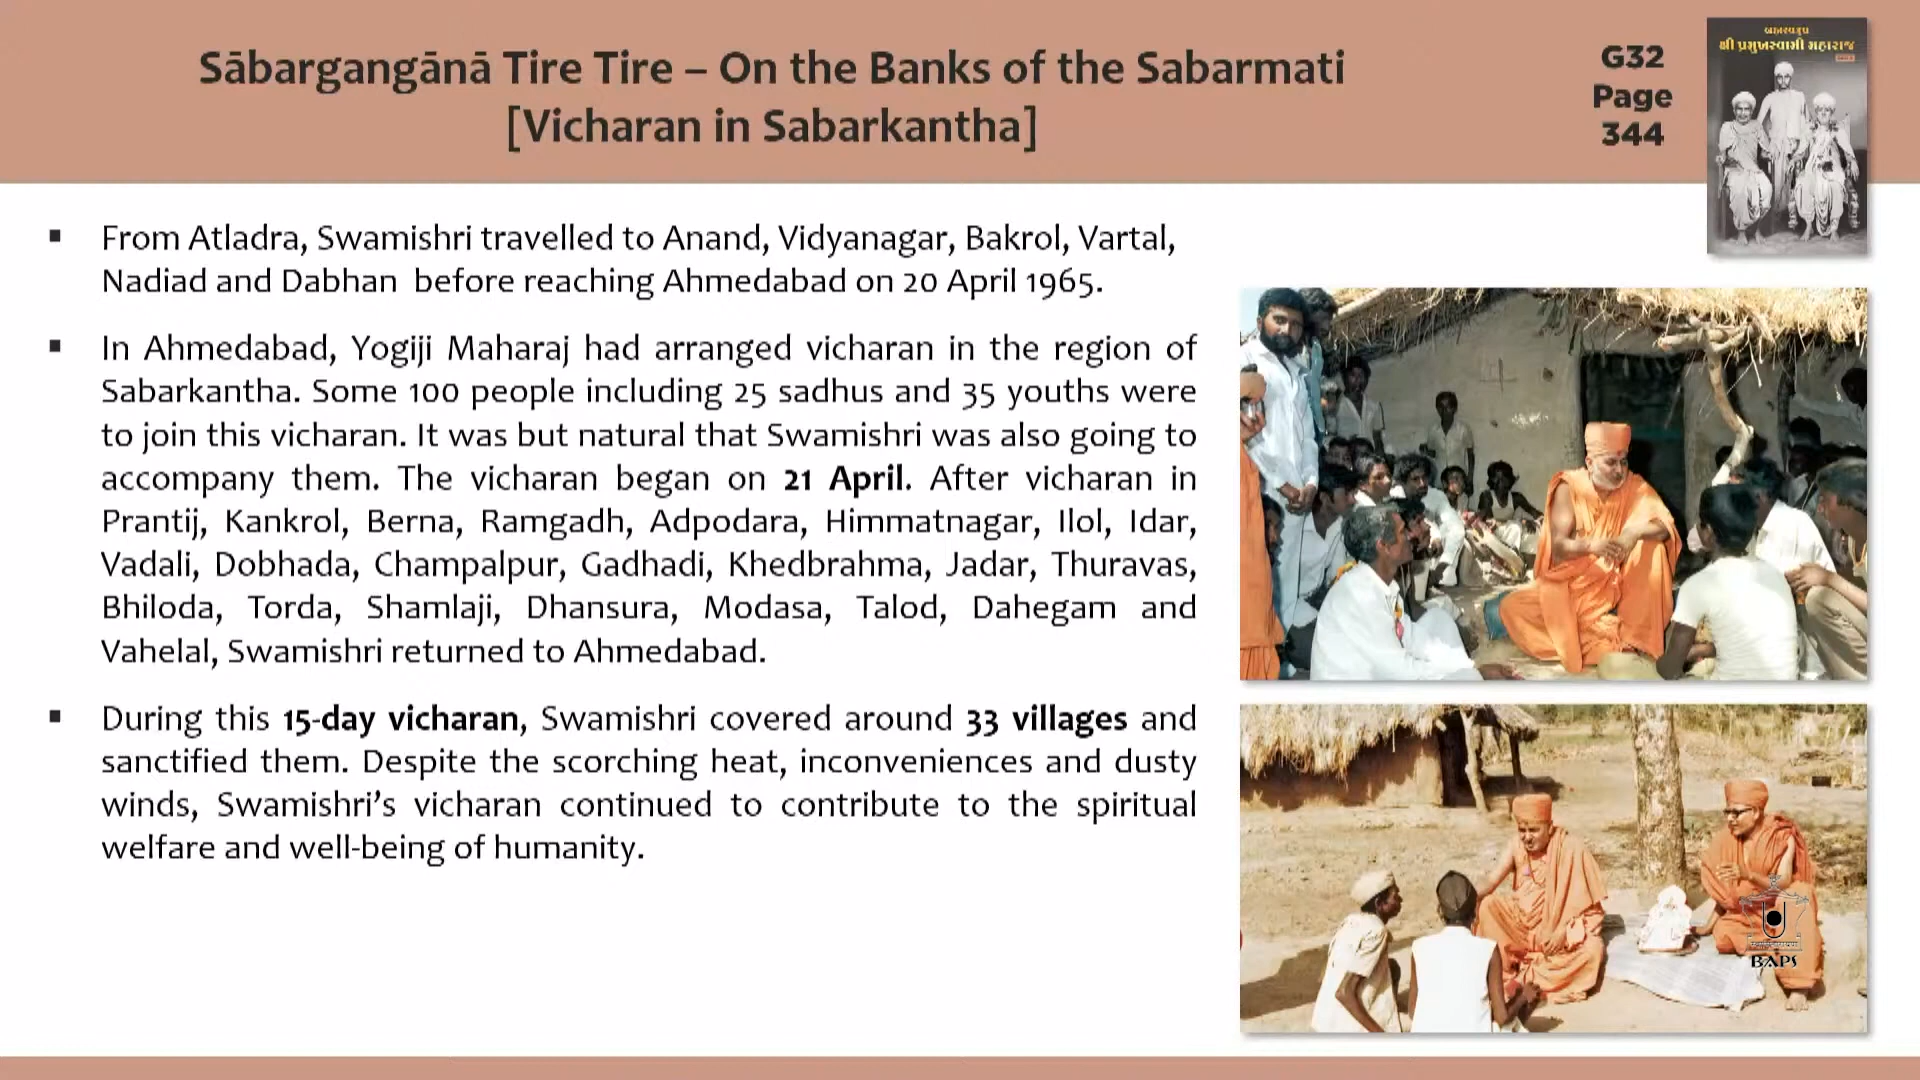 Sābargangānā Tire Tire – On the Banks of the Sabarmati
[Vicharan in Sabarkantha]
G32
Page
344
બ્રહ્મસ્વરૂપ
શ્રી પ્રમુખસ્વામી મહારાજ
▪ From Atladra, Swamishri travelled to Anand, Vidyanagar, Bakrol, Vartal,
Nadiad and Dabhan before reaching Ahmedabad on 20 April 1965.
▪ In Ahmedabad, Yogiji Maharaj had arranged vicharan in the region of
Sabarkantha. Some 100 people including 25 sadhus and 35 youths were
to join this vicharan. It was but natural that Swamishri was also going to
accompany them. The vicharan began on 21 April. After vicharan in
Prantij, Kankrol, Berna, Ramgadh, Adpodara, Himmatnagar, Ilol, Idar,
Vadali, Dobhada, Champalpur, Gadhadi, Khedbrahma, Jadar, Thuravas,
Bhiloda, Torda, Shamlaji, Dhansura, Modasa, Talod, Dahegam and
Vahelal, Swamishri returned to Ahmedabad.
▪ During this 15-day vicharan, Swamishri covered around 33 villages and
sanctified them. Despite the scorching heat, inconveniences and dusty
winds, Swamishri’s vicharan continued to contribute to the spiritual
welfare and well-being of humanity.
BAPS